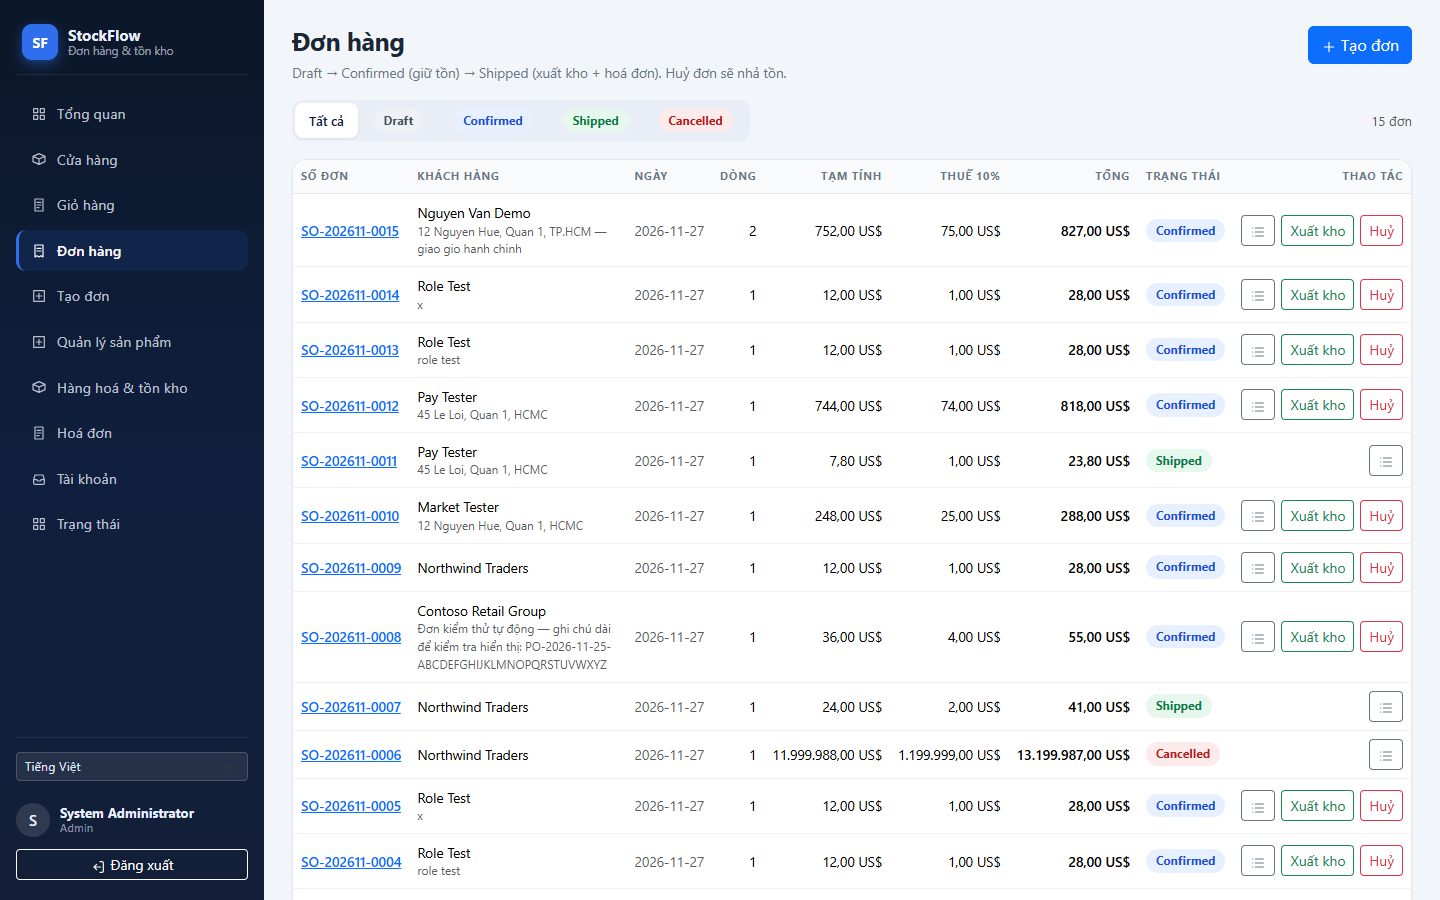 SF
StockFlow
Đơn hàng & tồn kho
Tổng quan
Cửa hàng
Giỏ hàng
Đơn hàng
Tạo đơn
Quản lý sản phẩm
Hàng hoá & tồn kho
Hoá đơn
Tài khoản
Trạng thái
Tiếng Việt
S
System Administrator
Admin
Đăng xuất
Đơn hàng
Draft → Confirmed (giữ tồn) → Shipped (xuất kho + hoá đơn). Huỷ đơn sẽ nhả tồn.
+ Tạo đơn
Tất cả Draft Confirmed Shipped Cancelled
15 đơn
SỐ ĐƠN KHÁCH HÀNG NGÀY DÒNG TẠM TÍNH THUẾ 10% TỔNG TRẠNG THÁI THAO TÁC
SO-202611-0015 Nguyen Van Demo 2026-11-27 2 752,00 US$ 75,00 US$ 827,00 US$ Confirmed Xuất kho Huỷ
12 Nguyen Hue, Quan 1, TP.HCM —
giao gio hanh chinh
SO-202611-0014 Role Test 2026-11-27 1 12,00 US$ 1,00 US$ 28,00 US$ Confirmed Xuất kho Huỷ
x
SO-202611-0013 Role Test 2026-11-27 1 12,00 US$ 1,00 US$ 28,00 US$ Confirmed Xuất kho Huỷ
role test
SO-202611-0012 Pay Tester 2026-11-27 1 744,00 US$ 74,00 US$ 818,00 US$ Confirmed Xuất kho Huỷ
45 Le Loi, Quan 1, HCMC
SO-202611-0011 Pay Tester 2026-11-27 1 7,80 US$ 1,00 US$ 23,80 US$ Shipped
45 Le Loi, Quan 1, HCMC
SO-202611-0010 Market Tester 2026-11-27 1 248,00 US$ 25,00 US$ 288,00 US$ Confirmed Xuất kho Huỷ
12 Nguyen Hue, Quan 1, HCMC
SO-202611-0009 Northwind Traders 2026-11-27 1 12,00 US$ 1,00 US$ 28,00 US$ Confirmed Xuất kho Huỷ
SO-202611-0008 Contoso Retail Group 2026-11-27 1 36,00 US$ 4,00 US$ 55,00 US$ Confirmed Xuất kho Huỷ
Đơn kiểm thử tự động — ghi chú dài
để kiểm tra hiển thị: PO-2026-11-25-
ABCDEFGHIJKLMNOPQRSTUVWXYZ
SO-202611-0007 Northwind Traders 2026-11-27 1 24,00 US$ 2,00 US$ 41,00 US$ Shipped
SO-202611-0006 Northwind Traders 2026-11-27 1 11.999.988,00 US$ 1.199.999,00 US$ 13.199.987,00 US$ Cancelled
SO-202611-0005 Role Test 2026-11-27 1 12,00 US$ 1,00 US$ 28,00 US$ Confirmed Xuất kho Huỷ
x
SO-202611-0004 Role Test 2026-11-27 1 12,00 US$ 1,00 US$ 28,00 US$ Confirmed Xuất kho Huỷ
role test